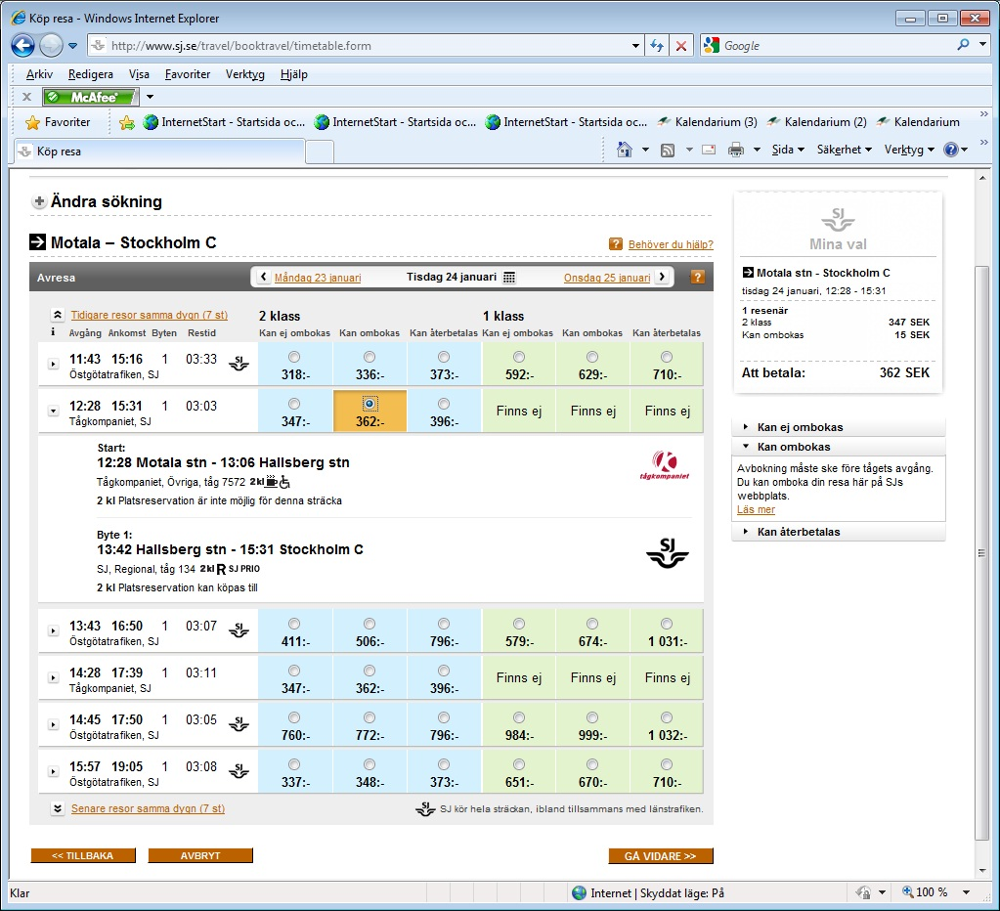 Köp resa - Windows Internet Explorer
http://www.sj.se/travel/booktravel/timetable.form
Google
Arkiv Redigera Visa Favoriter Verktyg Hjälp
x McAfee
Favoriter InternetStart - Startsida oc... InternetStart - Startsida oc... InternetStart - Startsida oc... Kalendarium (3) Kalendarium (2) Kalendarium
Köp resa
Sida Säkerhet Verktyg
Ändra sökning
Motala – Stockholm C
Behöver du hjälp?
Avresa Måndag 23 januari Tisdag 24 januari Onsdag 25 januari ?
Tidigare resor samma dygn (7 st) 2 klass 1 klass
i Avgång Ankomst Byten Restid Kan ej ombokas Kan ombokas Kan återbetalas Kan ej ombokas Kan ombokas Kan återbetalas
11:43 15:16 1 03:33 SJ
Östgötatrafiken, SJ
318:- 336:- 373:- 592:- 629:- 710:-
12:28 15:31 1 03:03
Tågkompaniet, SJ
347:- 362:- 396:- Finns ej Finns ej Finns ej
Start:
12:28 Motala stn - 13:06 Hallsberg stn
Tågkompaniet, Övriga, tåg 7572 2 kl
2 kl Platsreservation är inte möjlig för denna sträcka
tågkompaniet
Byte 1:
13:42 Hallsberg stn - 15:31 Stockholm C
SJ, Regional, tåg 134 2 kl R SJ PRIO
2 kl Platsreservation kan köpas till
SJ
13:43 16:50 1 03:07 SJ
Östgötatrafiken, SJ
411:- 506:- 796:- 579:- 674:- 1 031:-
14:28 17:39 1 03:11
Tågkompaniet, SJ
347:- 362:- 396:- Finns ej Finns ej Finns ej
14:45 17:50 1 03:05 SJ
Östgötatrafiken, SJ
760:- 772:- 796:- 984:- 999:- 1 032:-
15:57 19:05 1 03:08 SJ
Östgötatrafiken, SJ
337:- 348:- 373:- 651:- 670:- 710:-
Senare resor samma dygn (7 st)
SJ SJ kör hela sträckan, ibland tillsammans med länstrafiken.
<< TILLBAKA AVBRYT GÅ VIDARE >>
SJ
Mina val
Motala stn - Stockholm C
tisdag 24 januari, 12:28 - 15:31
1 resenär
2 klass 347 SEK
Kan ombokas 15 SEK
Att betala: 362 SEK
Kan ej ombokas
Kan ombokas
Avbokning måste ske före tågets avgång.
Du kan omboka din resa här på SJs
webbplats.
Läs mer
Kan återbetalas
Klar Internet | Skyddat läge: På 100 %